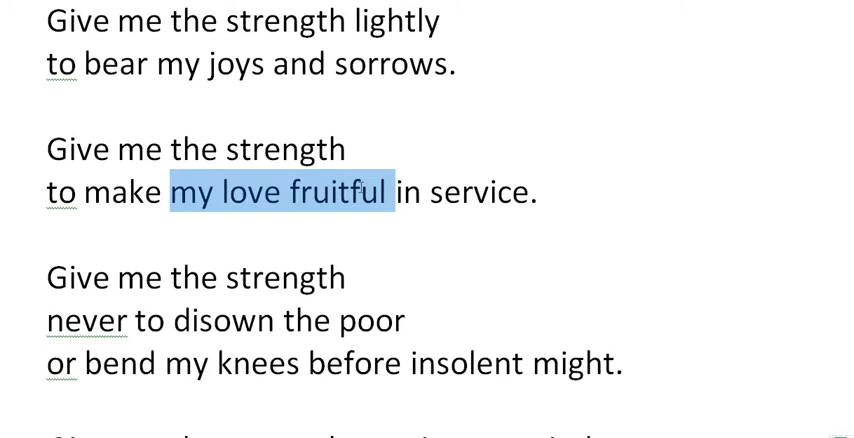 Give me the strength lightly
to bear my joys and sorrows.
Give me the strength
to make my love fruitful in service.
Give me the strength
never to disown the poor
or bend my knees before insolent might.